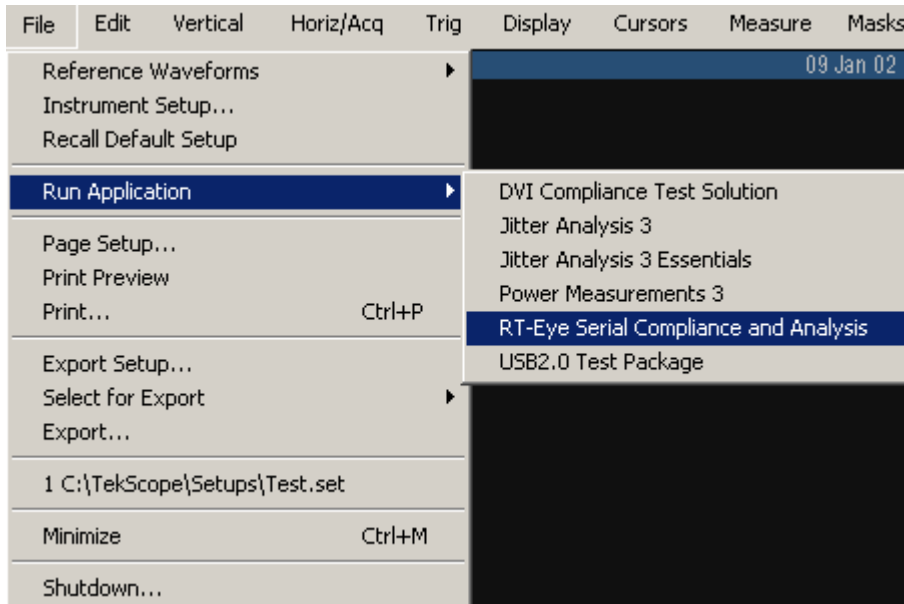 File Edit Vertical Horiz/Acq Trig Display Cursors Measure Masks
09 Jan 02
Reference Waveforms
Instrument Setup...
Recall Default Setup
Run Application
DVI Compliance Test Solution
Jitter Analysis 3
Jitter Analysis 3 Essentials
Power Measurements 3
RT-Eye Serial Compliance and Analysis
USB2.0 Test Package
Page Setup...
Print Preview
Print... Ctrl+P
Export Setup...
Select for Export
Export...
1 C:\TekScope\Setups\Test.set
Minimize Ctrl+M
Shutdown...